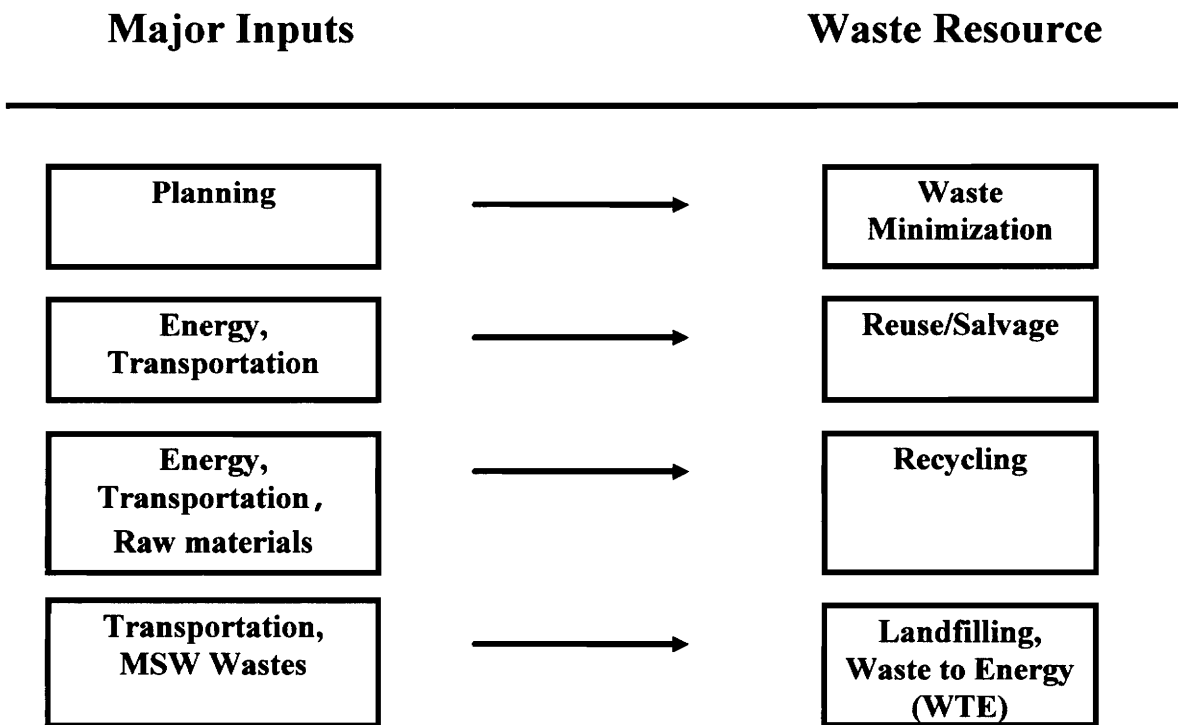 Major Inputs
Waste Resource
Planning
Waste
Minimization
Energy,
Transportation
Reuse/Salvage
Energy,
Transportation,
Raw materials
Recycling
Transportation,
MSW Wastes
Landfilling,
Waste to Energy
(WTE)